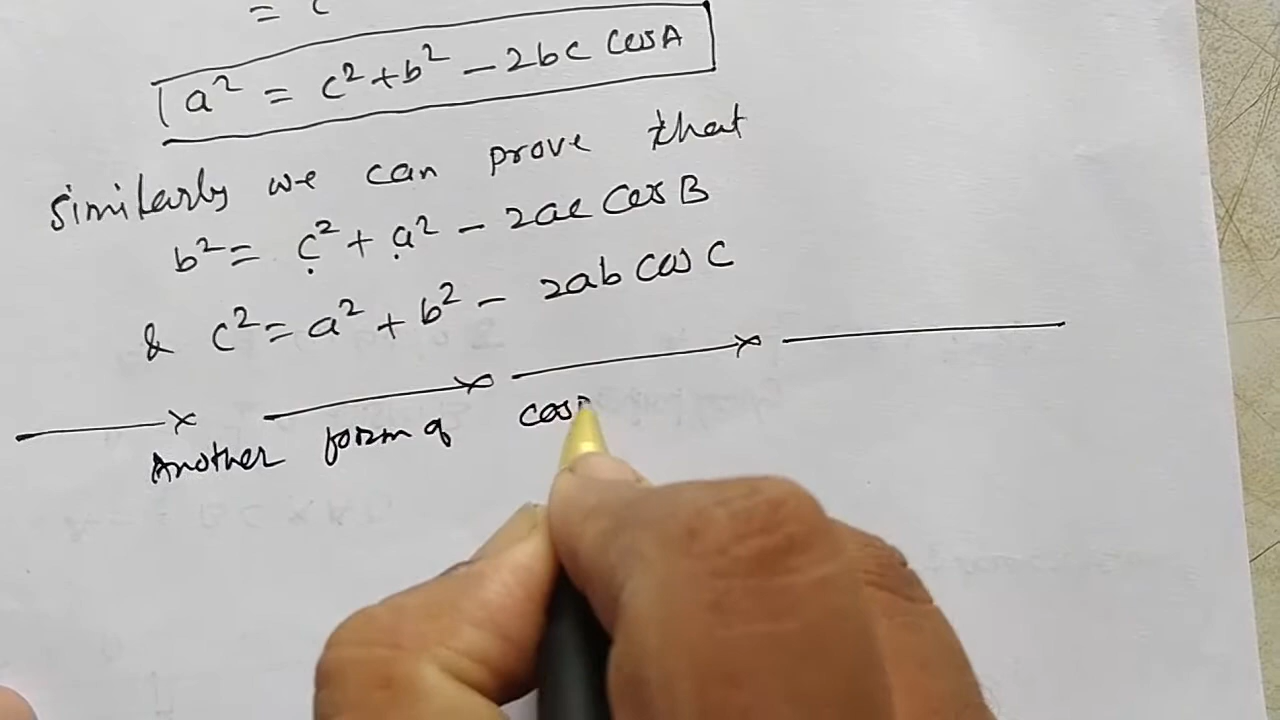 = c
a² = c² + b² - 2bc CosA
Similarly we can prove that
b² = c² + a² - 2ac Cos B
& c² = a² + b² - 2ab cos C
Another form of cos